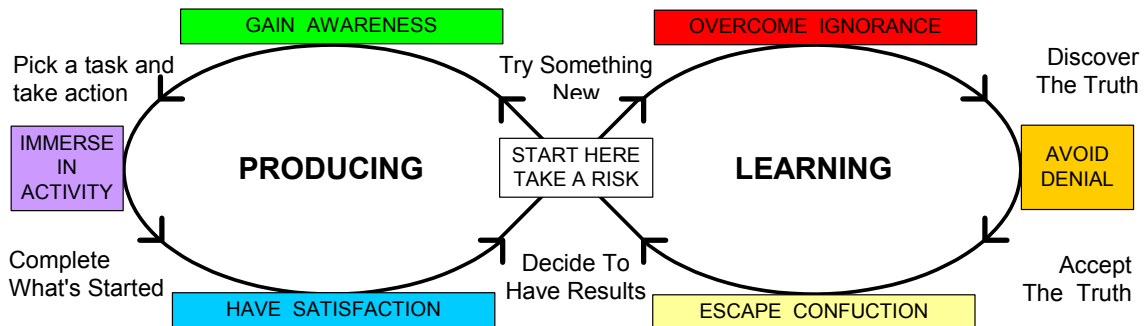 GAIN AWARENESS
OVERCOME IGNORANCE
Pick a task and
take action
Try Something
New
Discover
The Truth
IMMERSE
IN
ACTIVITY
PRODUCING
START HERE
TAKE A RISK
LEARNING
AVOID
DENIAL
Complete
What's Started
Decide To
Have Results
Accept
The Truth
HAVE SATISFACTION
ESCAPE CONFUCTION